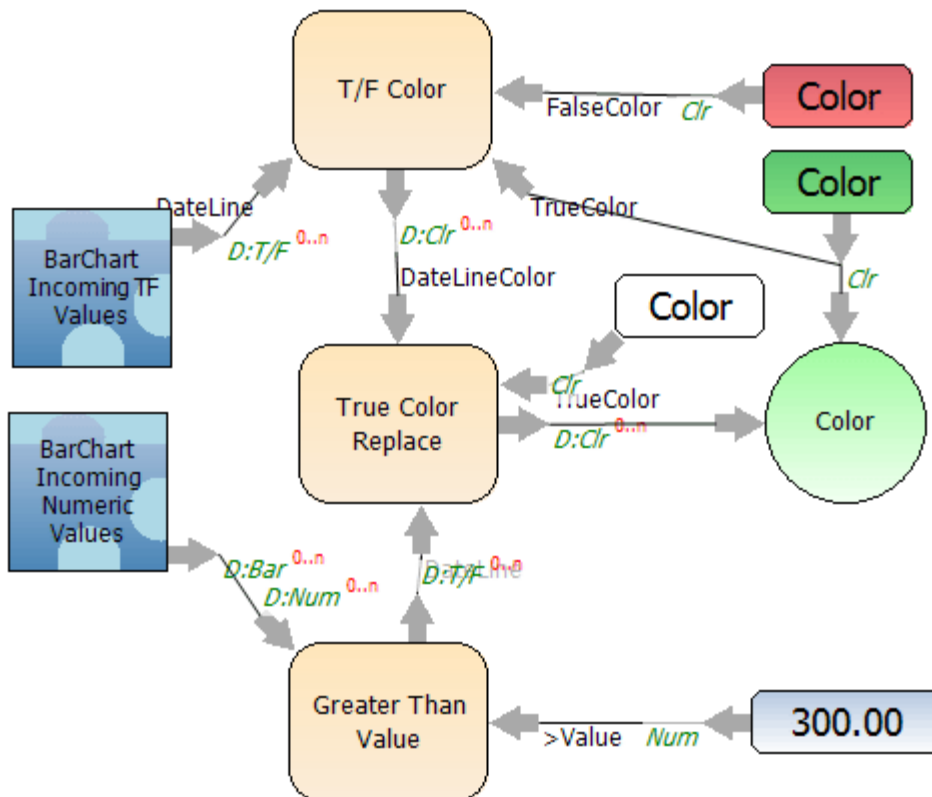 T/F Color
FalseColor
Clr
Color
Color
DateLine
D:T/F 0..n
D:Clr 0..n
TrueColor
Clr
BarChart
Incoming TF
Values
DateLineColor
Color
Clr
TrueColor
True Color
Replace
D:Clr 0..n
Color
BarChart
Incoming
Numeric
Values
D:Bar 0..n
D:Num 0..n
DateLine
D:T/F 0..n
Greater Than
Value
>Value
Num
300.00